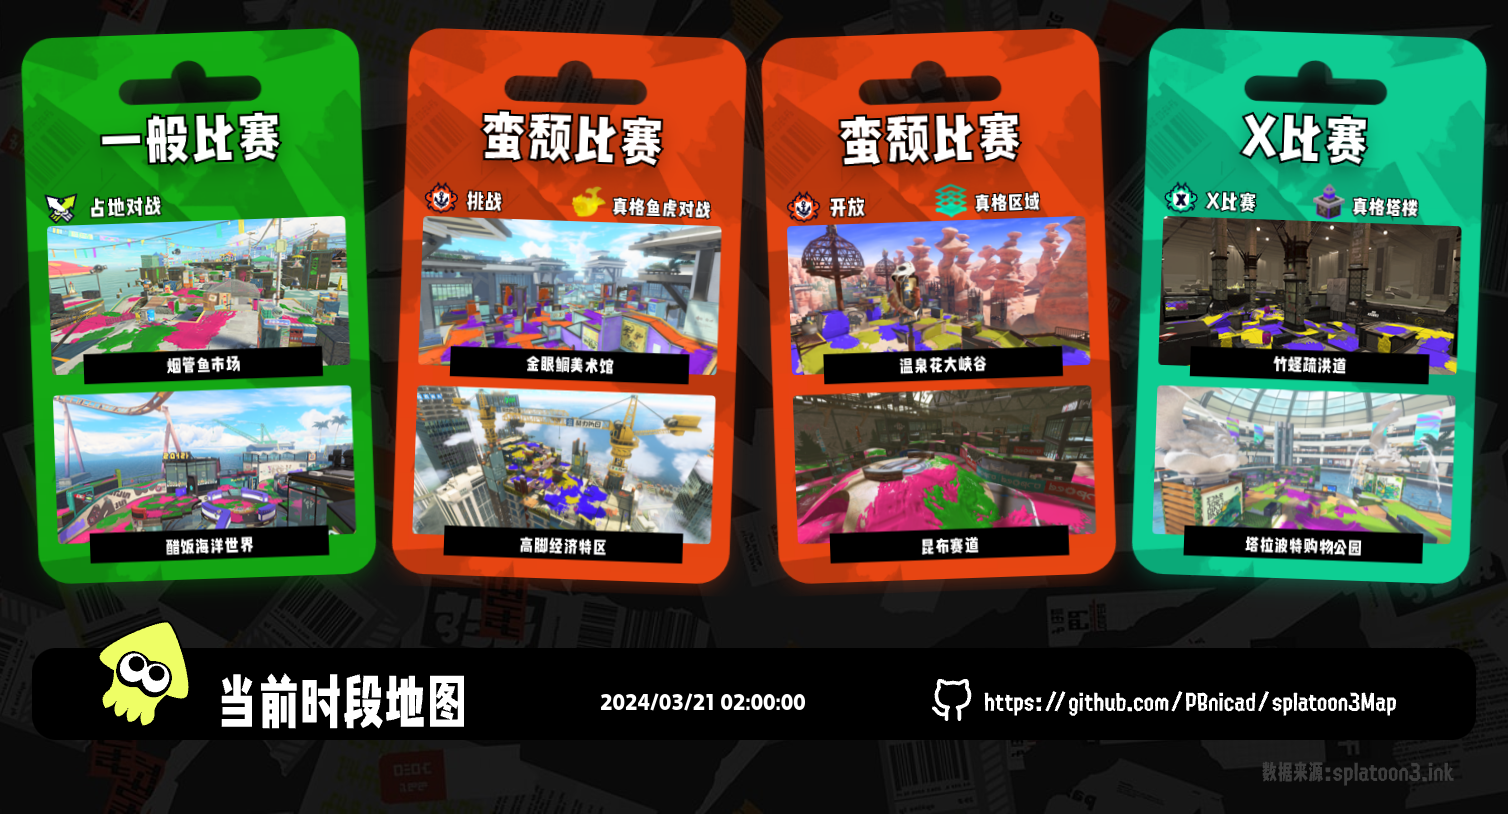 一般比赛
占地对战
烟管鱼市场
醋饭海洋世界
蛮颓比赛
挑战
真格鱼虎对战
金眼鲷美术馆
高脚经济特区
蛮颓比赛
开放
真格区域
温泉花大峡谷
昆布赛道
X比赛
X比赛
真格塔楼
竹蛏疏洪道
塔拉波特购物公园
当前时段地图
2024/03/21 02:00:00
https://github.com/PBnicad/splatoon3Map
数据来源:splatoon3.ink